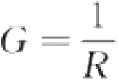 G = 1/R